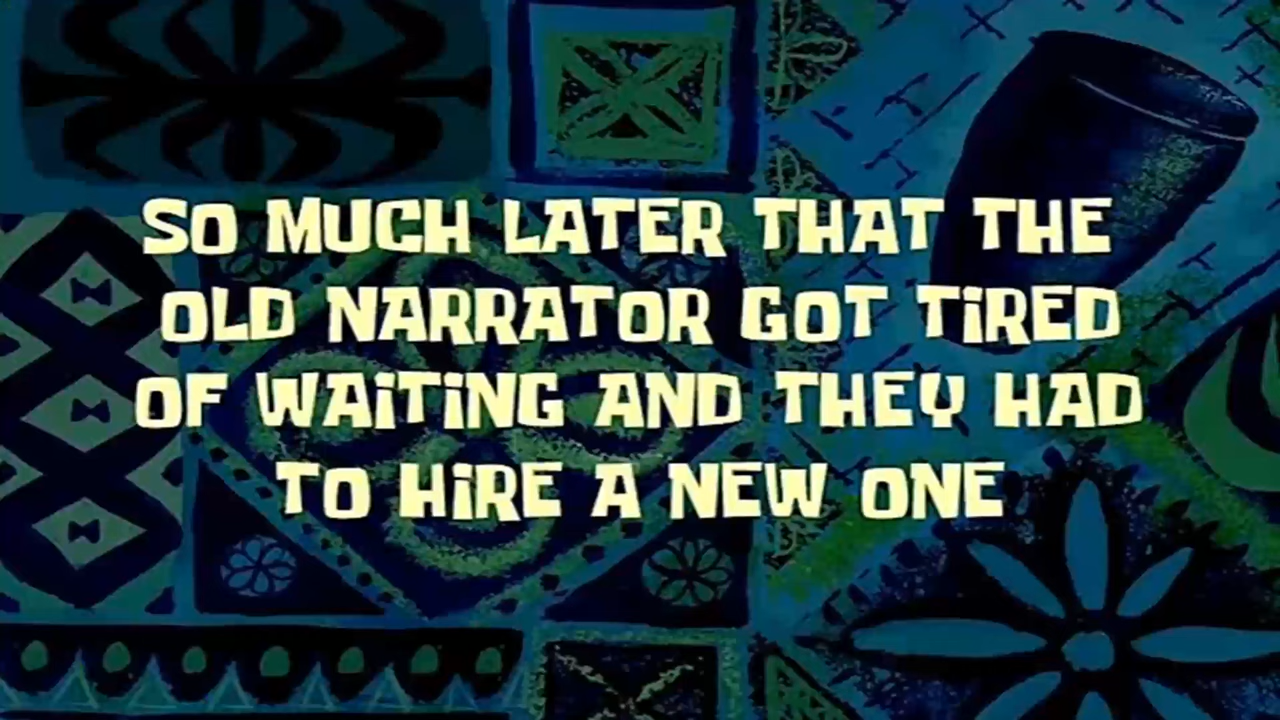 SO MUCH LATER THAT THE
OLD NARRATOR GOT TiRED
OF WAiTiNG AND THEY HAD
TO HiRE A NEW ONE